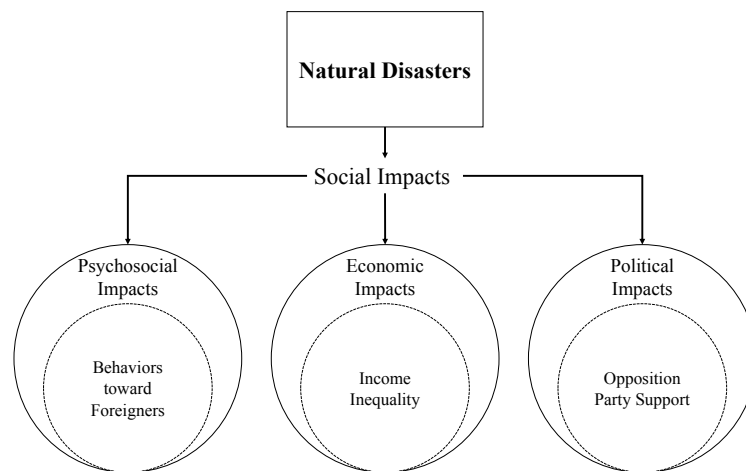 Natural Disasters
Social Impacts
Psychosocial
Impacts
Behaviors
toward
Foreigners
Economic
Impacts
Income
Inequality
Political
Impacts
Opposition
Party Support